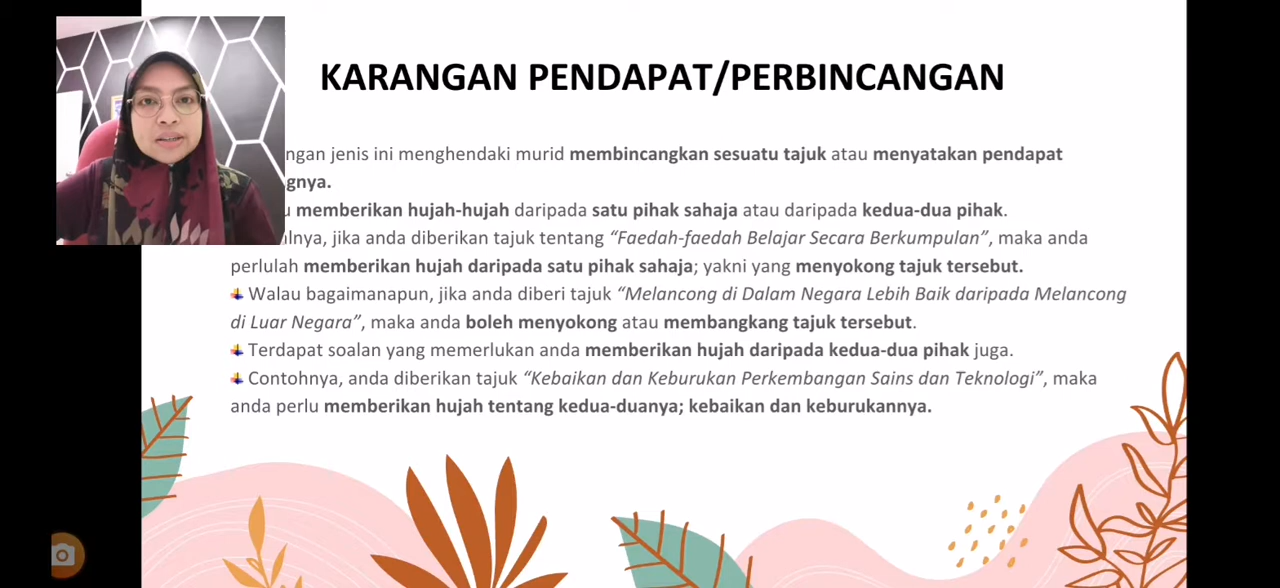 KARANGAN PENDAPAT/PERBINCANGAN
jenis ini menghendaki murid membincangkan sesuatu tajuk atau menyatakan pendapat
memberikan hujah-hujah daripada satu pihak sahaja atau daripada kedua-dua pihak.
jika anda diberikan tajuk tentang “Faedah-faedah Belajar Secara Berkumpulan”, maka anda
perlulah memberikan hujah daripada satu pihak sahaja; yakni yang menyokong tajuk tersebut.
Walau bagaimanapun, jika anda diberi tajuk “Melancong di Dalam Negara Lebih Baik daripada Melancong
di Luar Negara”, maka anda boleh menyokong atau membangkang tajuk tersebut.
Terdapat soalan yang memerlukan anda memberikan hujah daripada kedua-dua pihak juga.
Contohnya, anda diberikan tajuk “Kebaikan dan Keburukan Perkembangan Sains dan Teknologi”, maka
anda perlu memberikan hujah tentang kedua-duanya; kebaikan dan keburukannya.